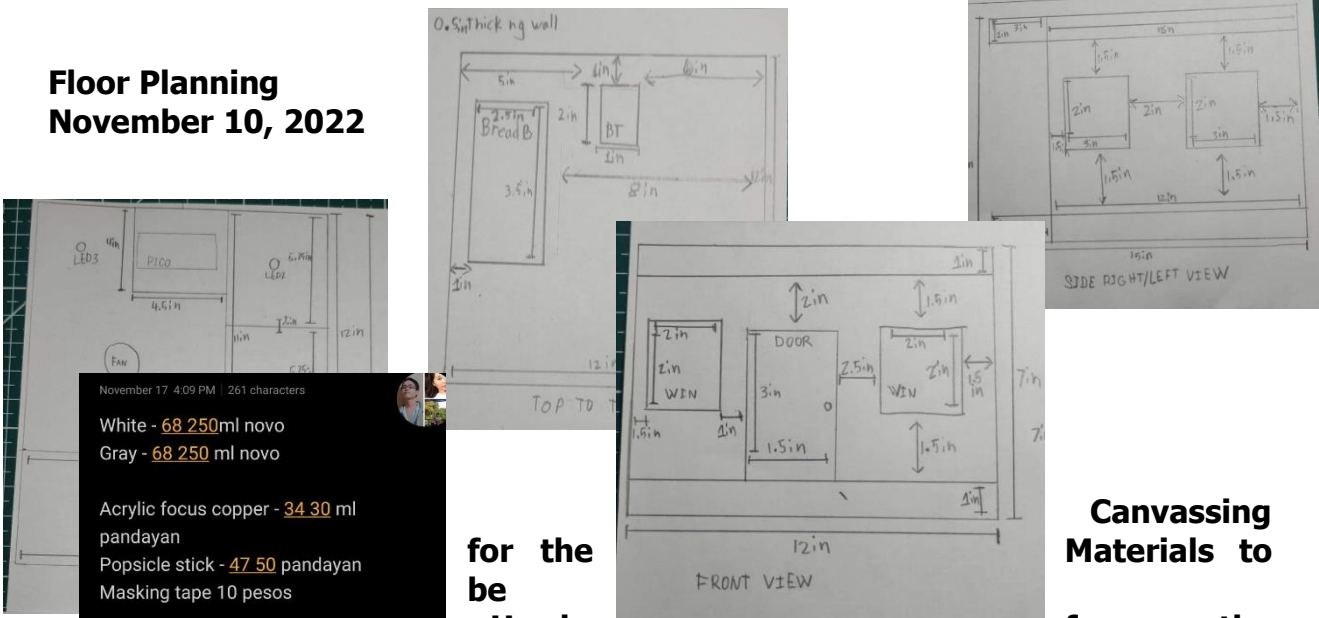 Floor Planning
November 10, 2022
0.5in thick ng wall
5in
1in
6in
2.5in
BreadB
2in
BT
1in
3.5in
8in
1in
TOP TO
2in
3in
15in
1.5in
1.5in
2in
2in
2in
1.5in
3in
3in
1.5in
1.5in
12in
15in
SIDE RIGHT/LEFT VIEW
LED3
PICO
LED2
4.5in
11in
12in
FAN
1in
2in
1.5in
2in
DOOR
2in
2in
WIN
3in
2.5in
2in
WIN
1.5in
7in
1.5in
1in
1.5in
1.5in
1in
12in
FRONT VIEW
November 17 4:09 PM | 261 characters
White - 68 250ml novo
Gray - 68 250 ml novo
Acrylic focus copper - 34 30 ml
pandayan
Popsicle stick - 47 50 pandayan
Masking tape 10 pesos
Canvassing
for the Materials to
be